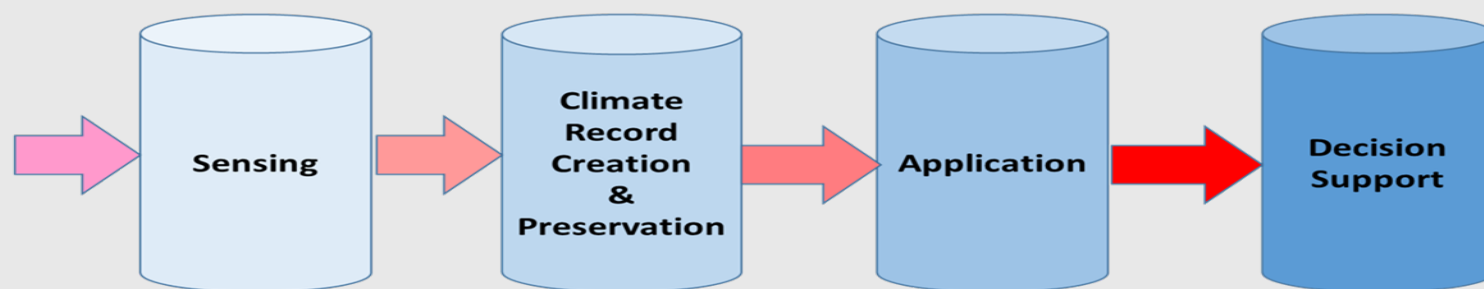 Sensing
Climate
Record
Creation
&
Preservation
Application
Decision
Support